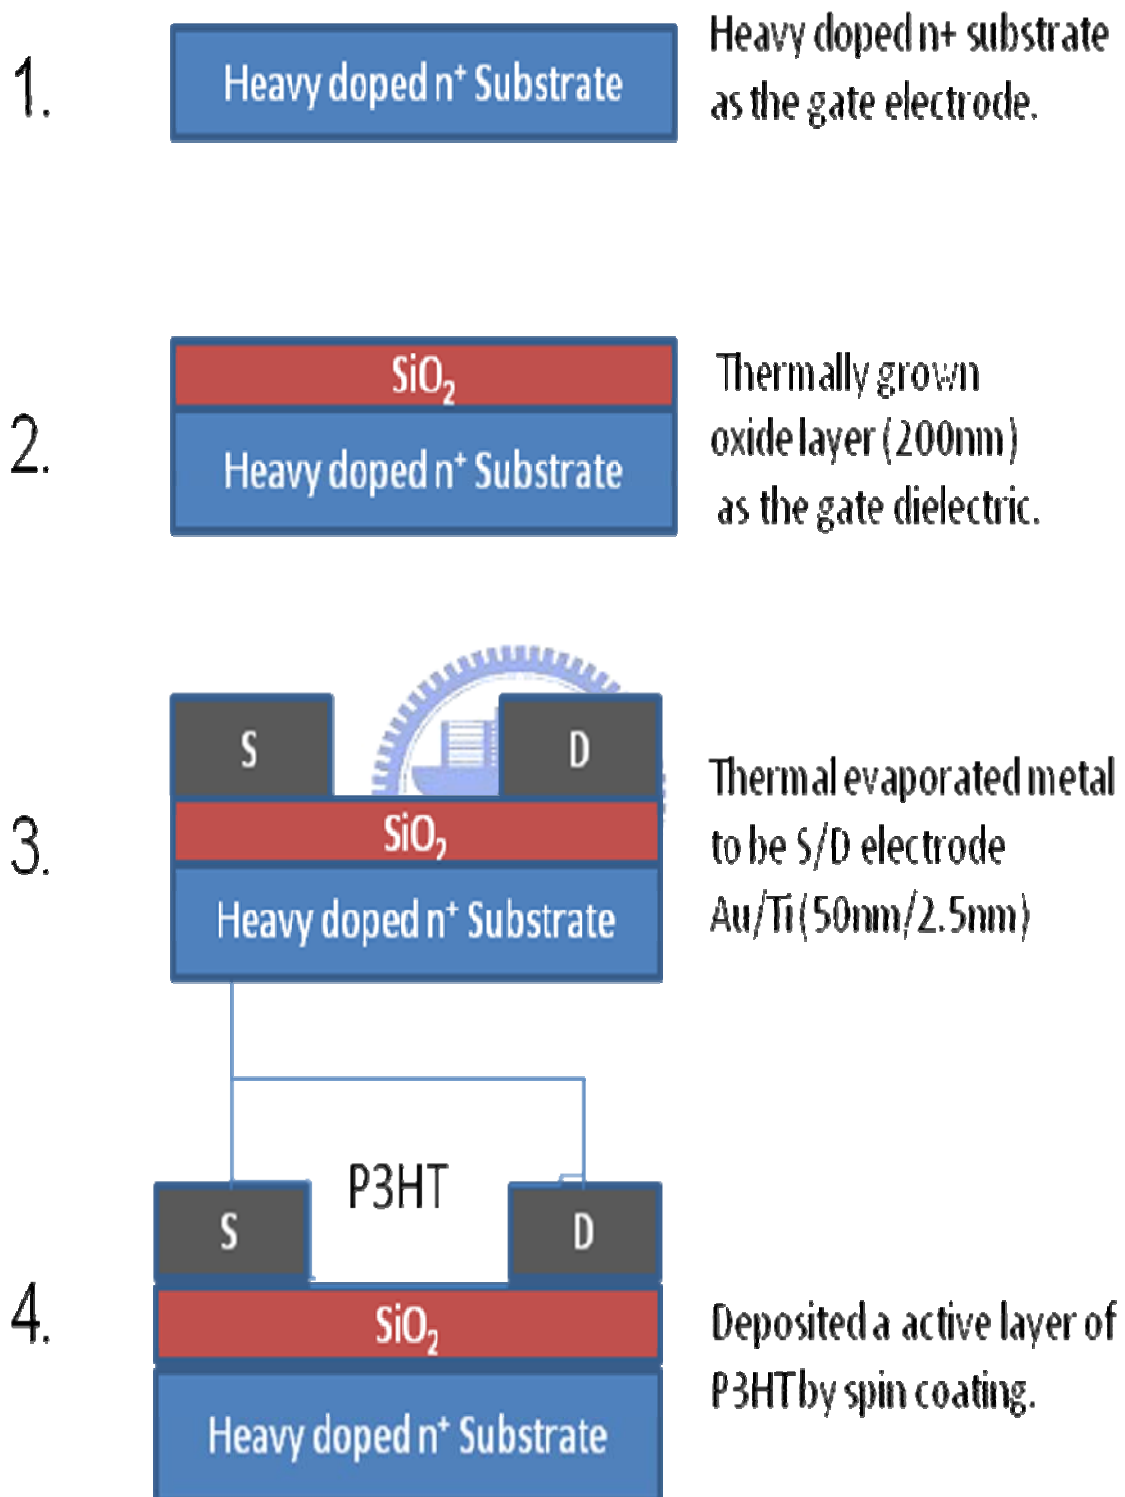 1.
Heavy doped n⁺ Substrate
Heavy doped n+ substrate
as the gate electrode.
2.
SiO₂
Heavy doped n⁺ Substrate
Thermally grown
oxide layer (200nm)
as the gate dielectric.
3.
S
D
SiO₂
Heavy doped n⁺ Substrate
Thermal evaporated metal
to be S/D electrode
Au/Ti(50nm/2.5nm)
4.
P3HT
S
D
SiO₂
Heavy doped n⁺ Substrate
Deposited a active layer of
P3HT by spin coating.